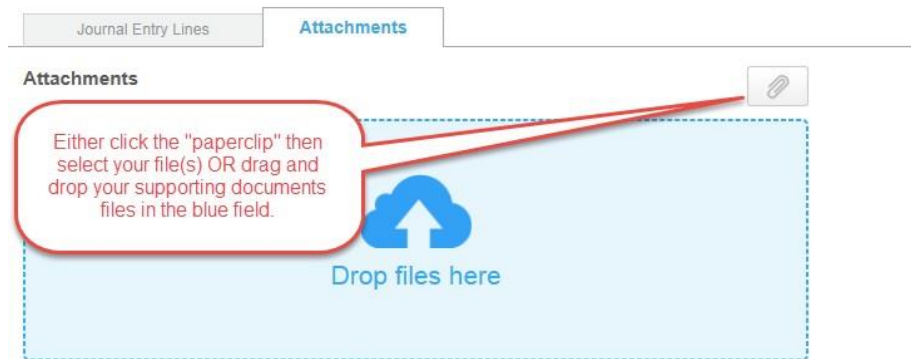 Journal Entry Lines
Attachments
Attachments
Either click the "paperclip" then
select your file(s) OR drag and
drop your supporting documents
files in the blue field.
Drop files here